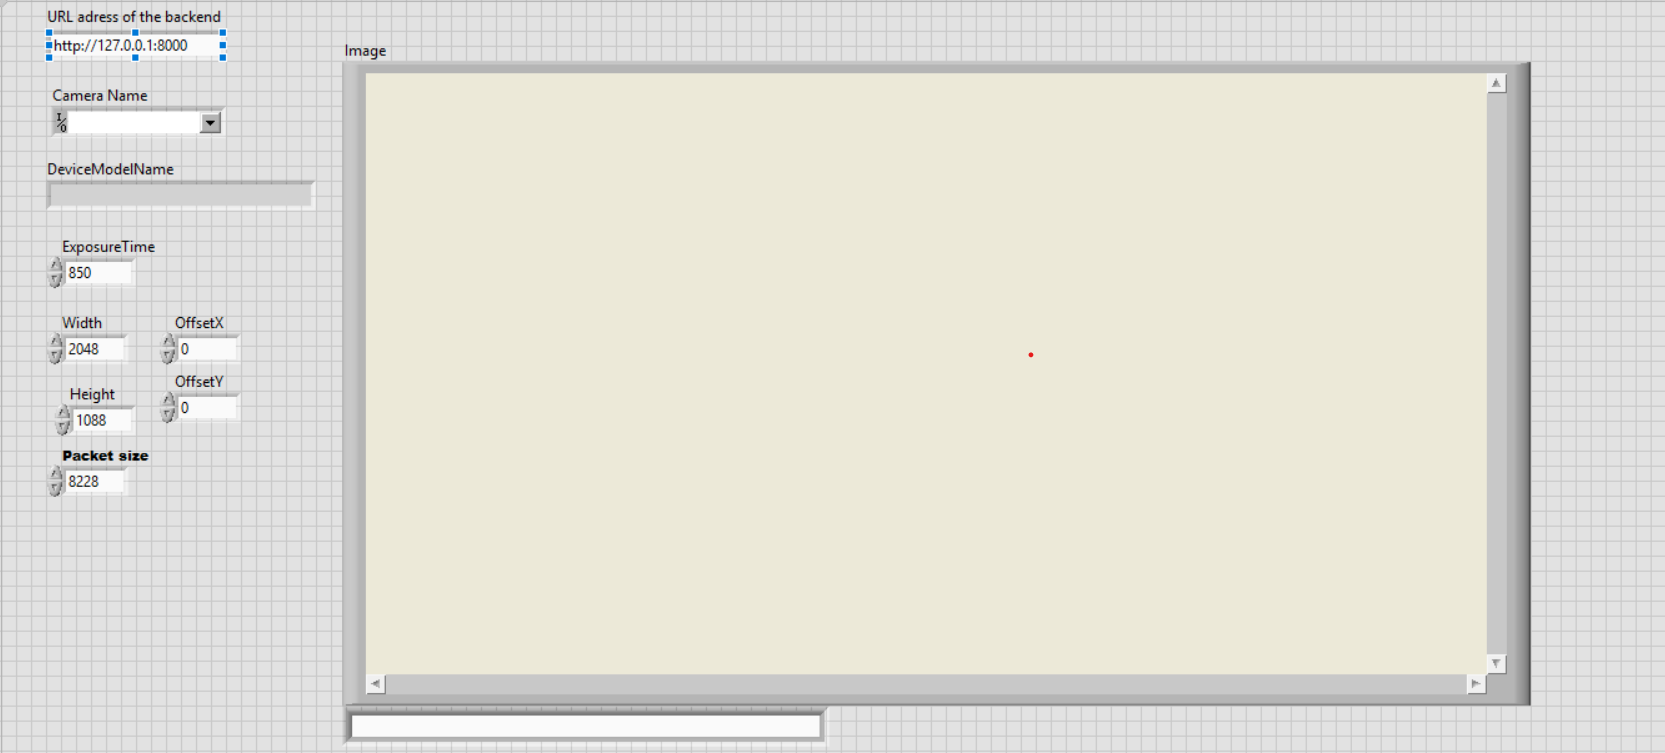 URL adress of the backend
http://127.0.0.1:8000
Image
Camera Name
I/O
DeviceModelName
ExposureTime
850
Width
OffsetX
2048
0
OffsetY
Height
0
1088
Packet size
8228